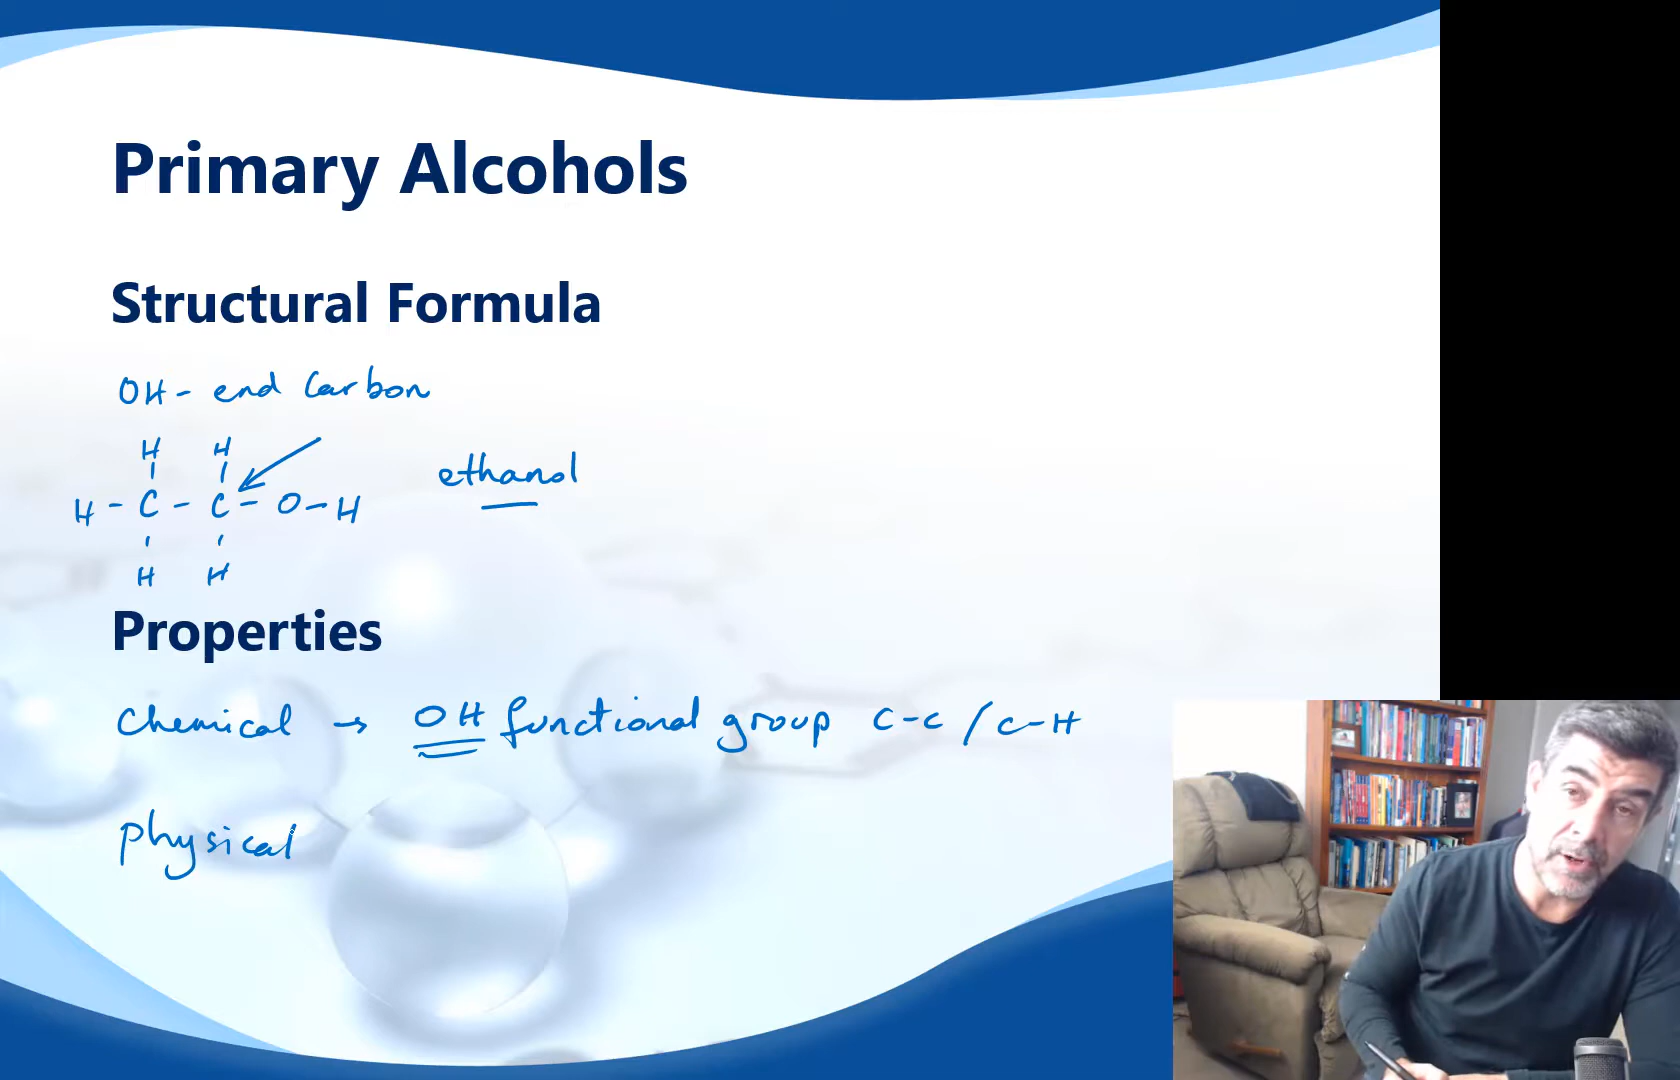 Primary Alcohols
Structural Formula
OH - end Carbon
H H
H - C - C - O - H
ethanol
H H
Properties
Chemical → OH functional group C-C / C-H
Physical